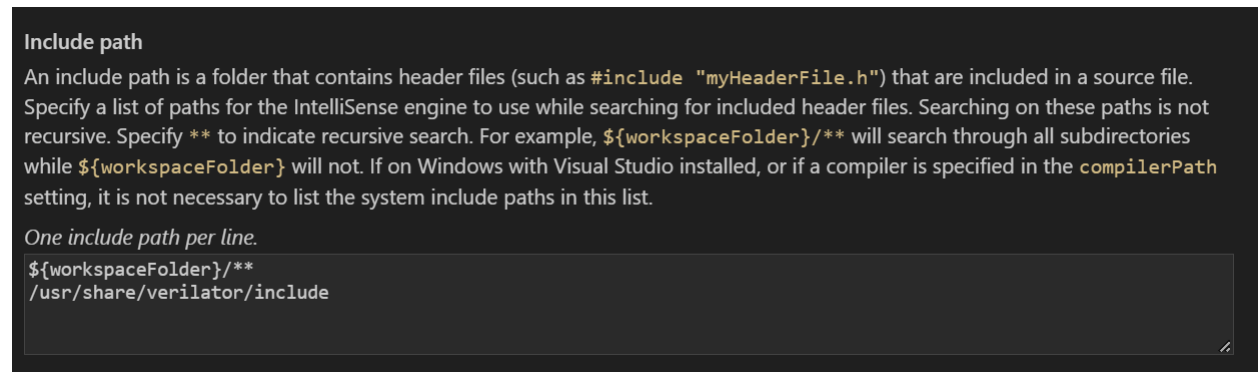 Include path
An include path is a folder that contains header files (such as #include "myHeaderFile.h") that are included in a source file.
Specify a list of paths for the IntelliSense engine to use while searching for included header files. Searching on these paths is not
recursive. Specify ** to indicate recursive search. For example, ${workspaceFolder}/** will search through all subdirectories
while ${workspaceFolder} will not. If on Windows with Visual Studio installed, or if a compiler is specified in the compilerPath
setting, it is not necessary to list the system include paths in this list.
One include path per line.
${workspaceFolder}/**
/usr/share/verilator/include